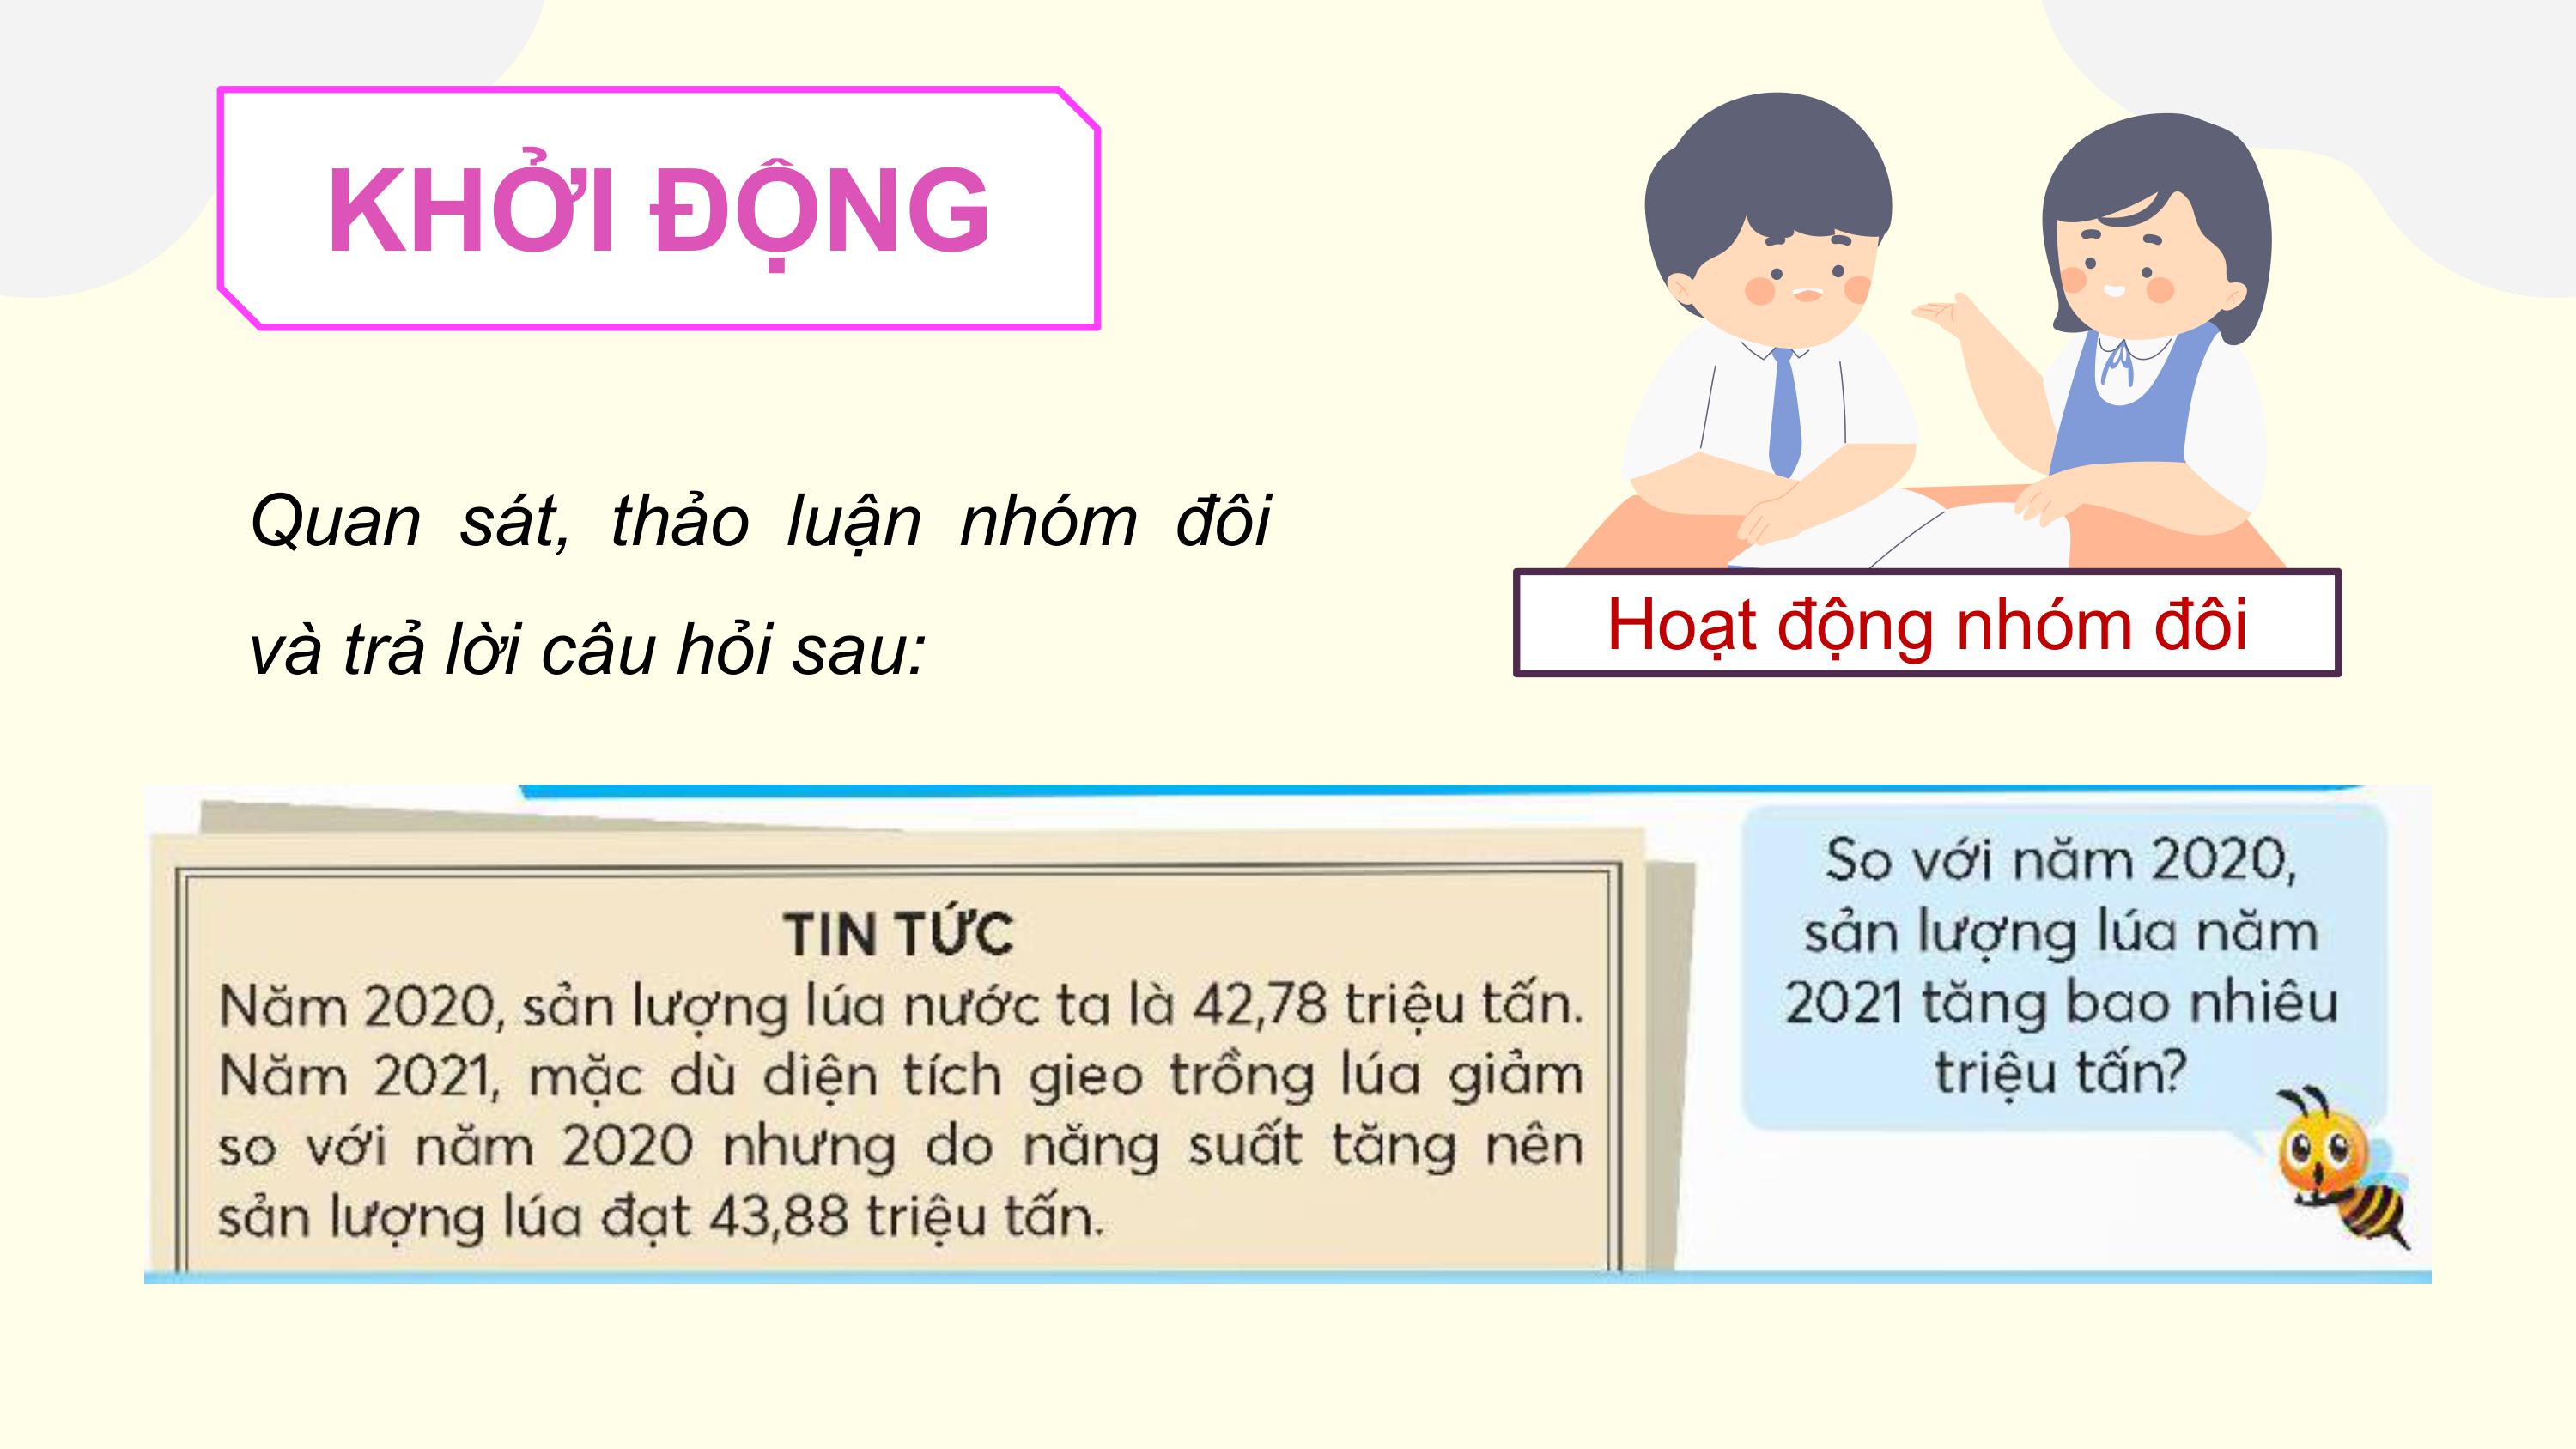 KHỞI ĐỘNG
Quan sát, thảo luận nhóm đôi
và trả lời câu hỏi sau:
Hoạt động nhóm đôi
TIN TỨC
Năm 2020, sản lượng lúa nước ta là 42,78 triệu tấn.
Năm 2021, mặc dù diện tích gieo trồng lúa giảm
so với năm 2020 nhưng do năng suất tăng nên
sản lượng lúa đạt 43,88 triệu tấn.
So với năm 2020,
sản lượng lúa năm
2021 tăng bao nhiêu
triệu tấn?